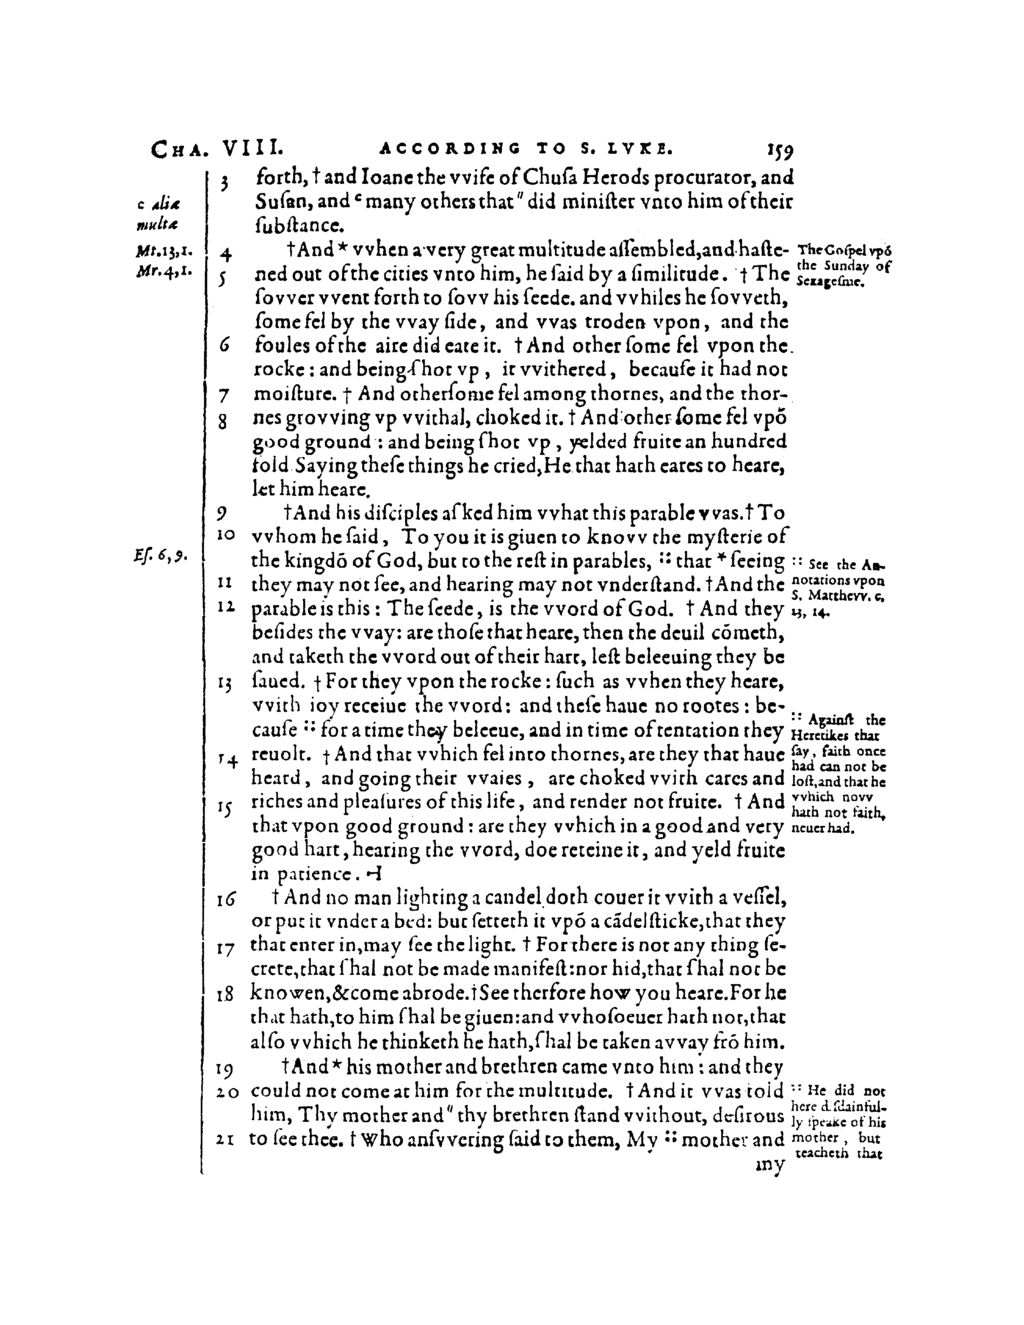 CHA. VIII. ACCORDING TO S. LVKE. 159
3 forth, † and Ioane the vvife of Chuſa Herods procurator, and
c aliæ
multæ
Suſan, and ᶜ many others that " did miniſter vnto him of their
ſubſtance.
Mt.13,1.
Mr.4,1.
4 † And * vvhen a very great multitude aſſembled, and haſte-
The Goſpel vpõ
the Sunday of
Sexageſme.
5 ned out of the cities vnto him, he ſaid by a ſimilitude. † The
ſovver vvent forth to ſovv his ſeede. and vvhiles he ſovveth,
ſome fel by the vvay ſide, and vvas troden vpon, and the
6 foules of the aire did eate it. † And other ſome fel vpon the
rocke: and being ſhot vp, it vvithered, becauſe it had not
7 moiſture. † And other ſome fel among thornes, and the thor-
8 nes grovving vp vvithal, choked it. † And other ſome fel vpõ
good ground: and being ſhot vp, yelded fruite an hundred
fold. Saying theſe things he cried, He that hath eares to heare,
let him heare.
9 † And his diſciples aſked him vvhat this parable vvas. † To
10 vvhom he ſaid, To you it is giuen to knovv the myſterie of
Eſ. 6,9.
the kingdõ of God, but to the reſt in parables, :: that * ſeeing
:: See the An-
notations vpon
S. Matthevv. c.
13, 14.
11 they may not ſee, and hearing may not vnderſtand. † And the
12 parable is this: The ſeede, is the vvord of God. † And they
beſides the vvay: are thoſe that heare, then the deuil cõmeth,
and taketh the vvord out of their hart, leſt beleeuing they be
13 ſaued. † For they vpon the rocke: ſuch as vvhen they heare,
vvith ioy receiue the vvord: and theſe haue no rootes: be-
cauſe :: for a time they beleeue, and in time of tentation they
:: Againſt the
Heretikes that
ſay, faith once
had can not be
loſt, and that he
vvhich novv
hath not faith,
neuer had.
14 reuolt. † And that vvhich fel into thornes, are they that haue
heard, and going their vvaies, are choked vvith cares and
15 riches and pleaſures of this life, and render not fruite. † And
that vpon good ground: are they vvhich in a good and very
good hart, hearing the vvord, doe reteine it, and yeld fruite
in patience. ⊣
16 † And no man lighting a candel doth couer it vvith a veſſel,
or put it vnder a bed: but ſetteth it vpõ a cãdelſticke, that they
17 that enter in, may ſee the light. † For there is not any thing ſe-
crete, that ſhal not be made manifeſt: nor hid, that ſhal not be
18 knowen, & come abrode. † See therfore how you heare. For he
that hath, to him ſhal be giuen: and vvhoſoeuer hath not, that
alſo vvhich he thinketh he hath, ſhal be taken avvay frõ him.
19 † And * his mother and brethren came vnto him: and they
20 could not come at him for the multitude. † And it vvas told
:: He did not
here diſdainful-
ly ſpeake of his
mother, but
teacheth that
him, Thy mother and " thy brethren ſtand vvithout, deſirous
21 to ſee thee. † Who anſvvering ſaid to them, My :: mother and
my